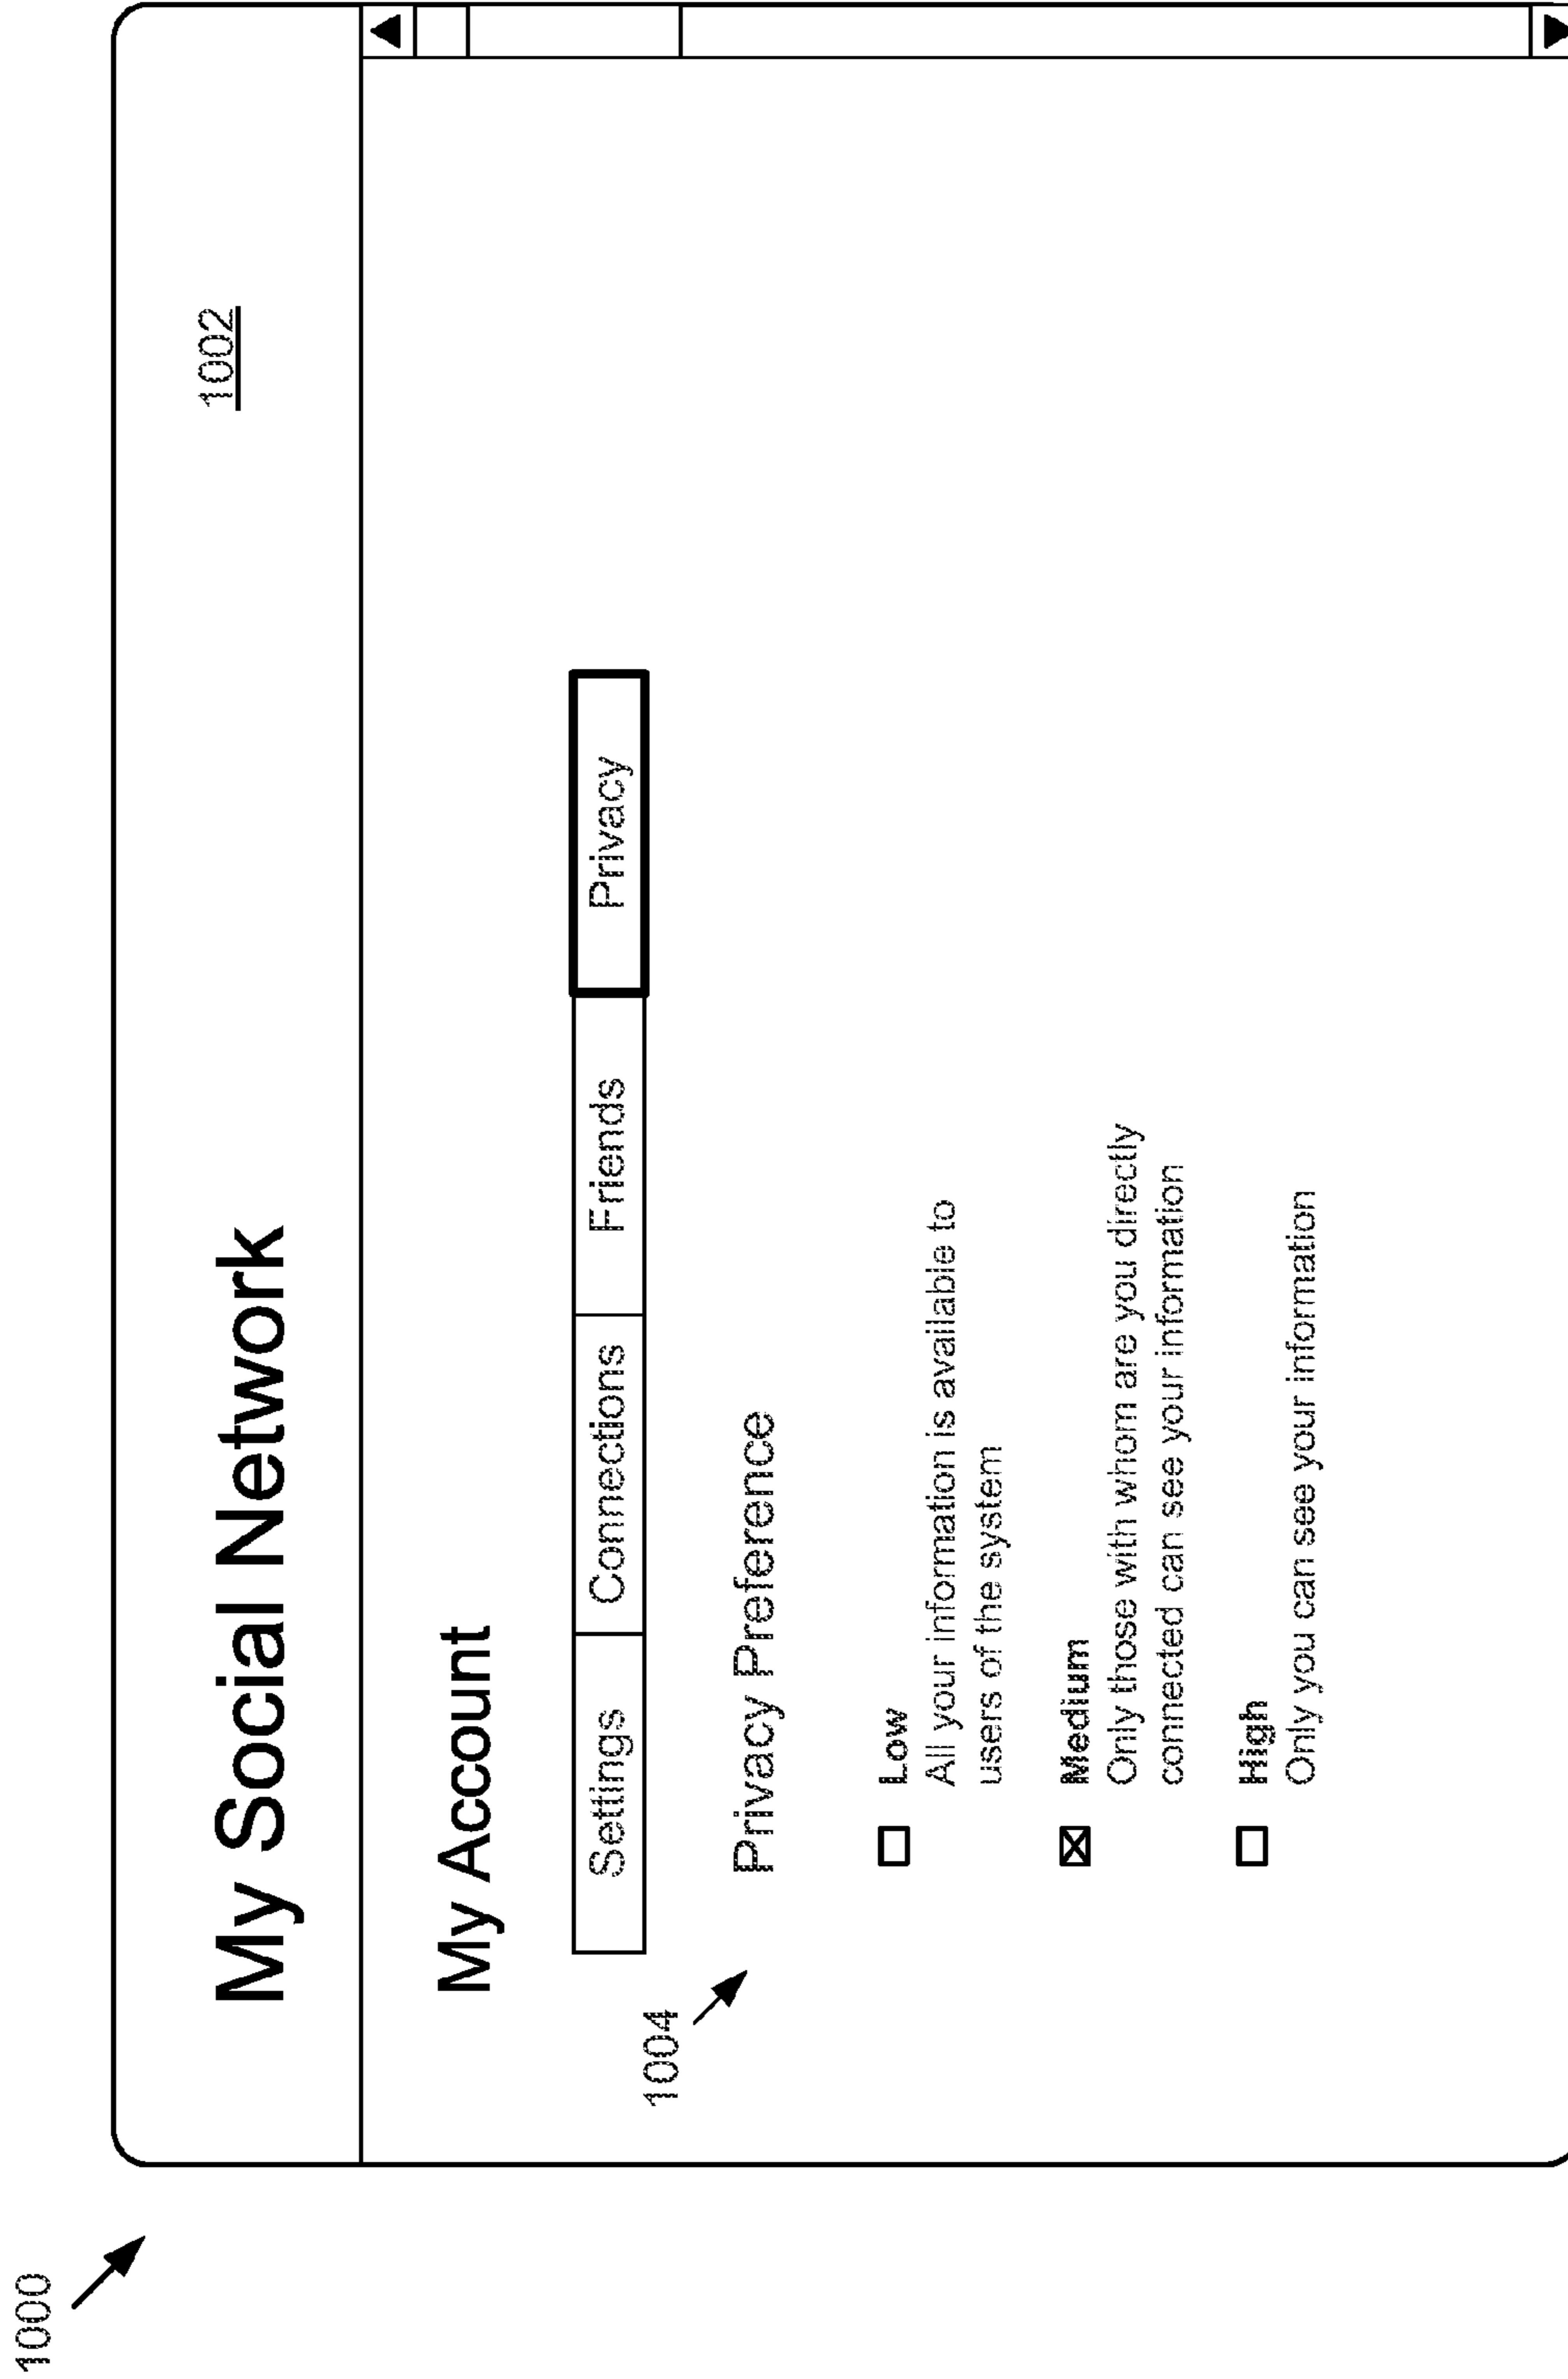 1000
My Social Network
1002
My Account
Settings Connections Friends Privacy
1004
Privacy Preference
Low
All your information is available to
users of the system
Medium
Only those with whom are you directly
connected can see your information
High
Only you can see your information